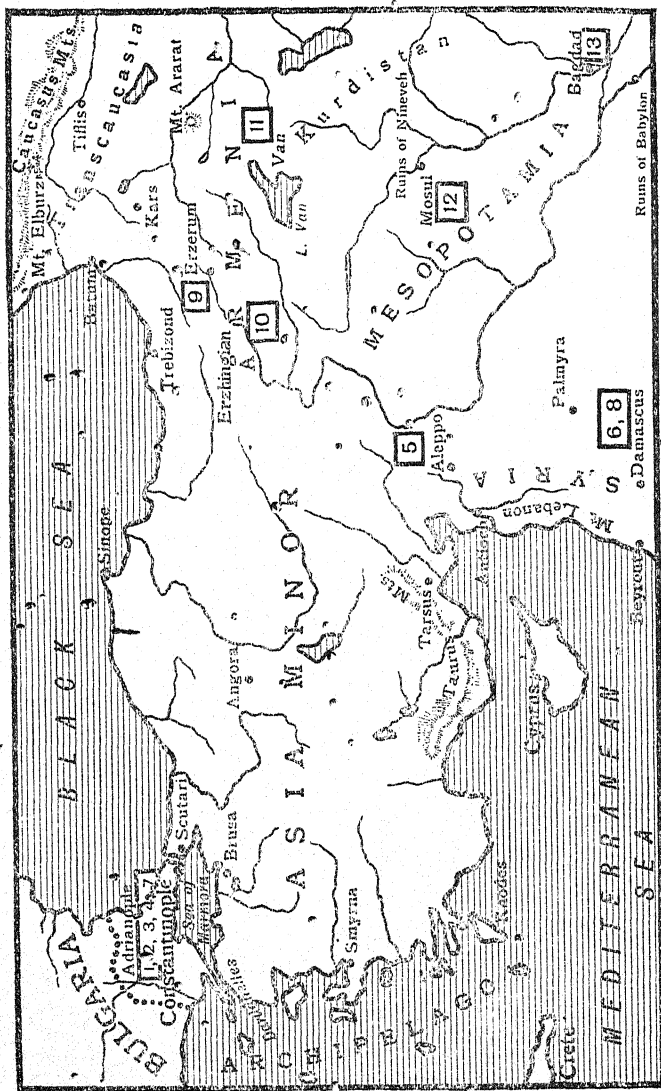 BULGARIA
BLACK SEA
Caucasus Mts.
Mt. Elburz
Tiflis
Transcaucasia
Batum
Kars
Mt. Ararat
Adrianople
1, 2, 3, 4, 7
Constantinople
Scutari
Sea of
Marmora
Dardanelles
Brusa
Sinope
Trebizond
9
Erzerum
Angora
Erzhingian
10
ARMENIA
11
Van
L. Van
Kurdistan
ASIA MINOR
Smyrna
ARCHIPELAGO
Taurus
Mts
Tarsus
5
Aleppo
Antioch
MESOPOTAMIA
Mosul
12
Ruins of Nineveh
Bagdad
13
Ruins of Babylon
Rhodes
Crete
Cyprus
MEDITERRANEAN
SEA
SYRIA
Mt. Lebanon
Palmyra
6, 8
Damascus
Beyrout